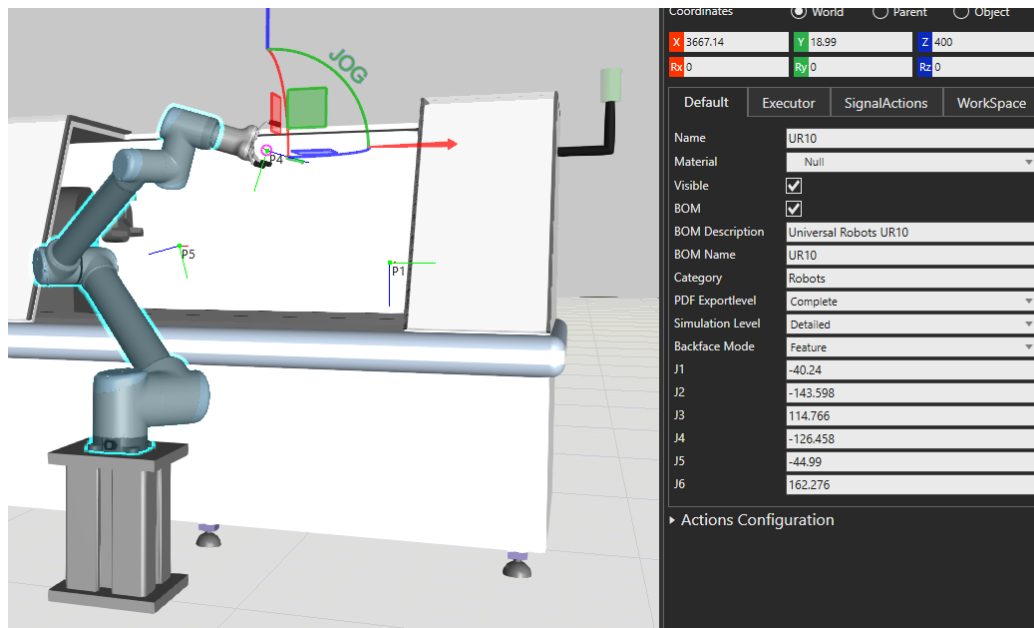 Coordinates World Parent Object
X 3667.14 Y 18.99 Z 400
Rx 0 Ry 0 Rz 0
Default Executor SignalActions WorkSpace
Name UR10
Material Null
Visible
BOM
BOM Description Universal Robots UR10
BOM Name UR10
Category Robots
PDF Exportlevel Complete
Simulation Level Detailed
Backface Mode Feature
J1 -40.24
J2 -143.598
J3 114.766
J4 -126.458
J5 -44.99
J6 162.276
Actions Configuration
JOG
P4
P5
P1